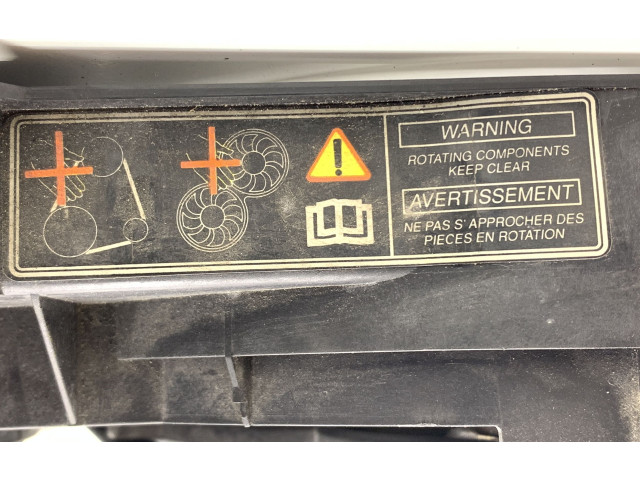 WARNING
ROTATING COMPONENTS
KEEP CLEAR
AVERTISSEMENT
NE PAS S'APPROCHER DES
PIECES EN ROTATION